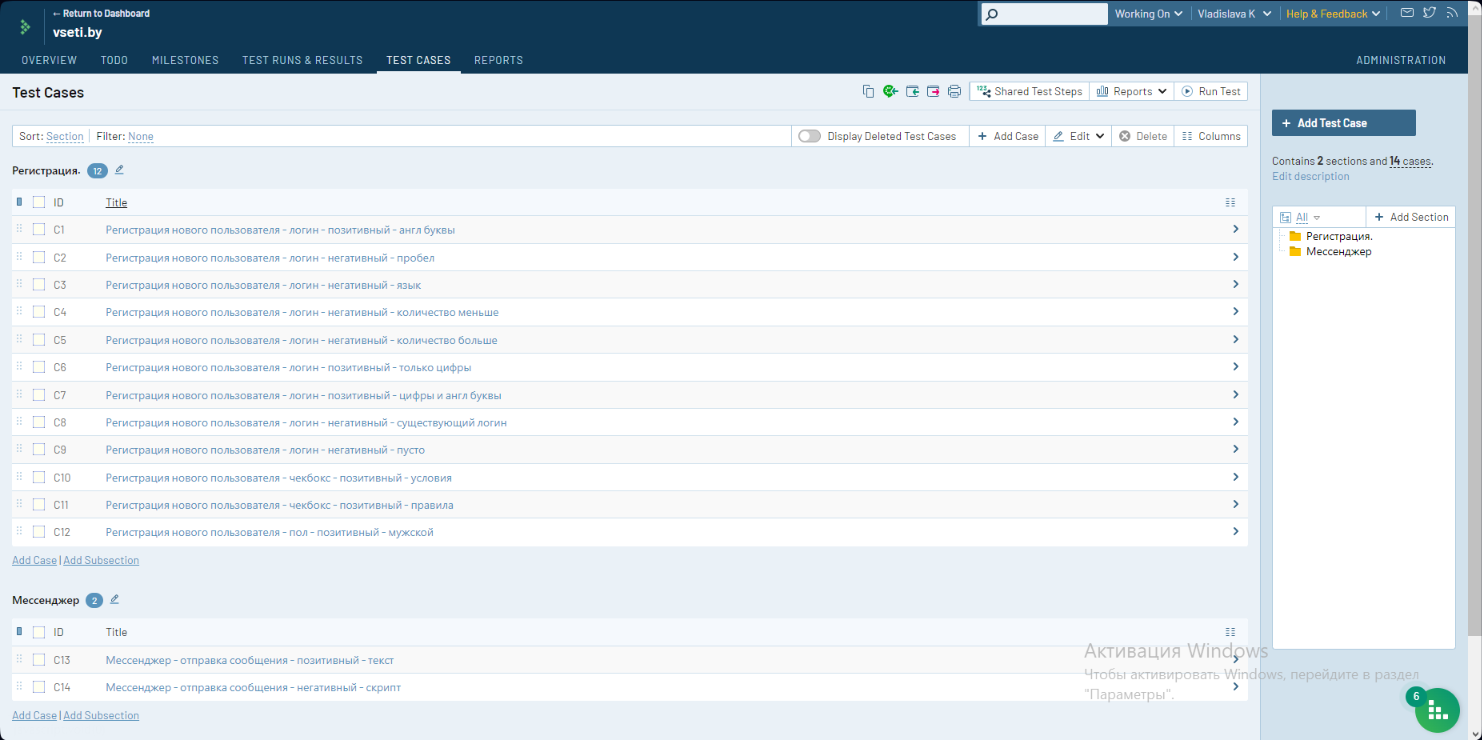 ← Return to Dashboard
vseti.by
Working On
Vladislava K
Help & Feedback
OVERVIEW TODO MILESTONES TEST RUNS & RESULTS TEST CASES REPORTS ADMINISTRATION
Test Cases
Shared Test Steps
Reports
Run Test
Sort: Section Filter: None
Display Deleted Test Cases
+ Add Case
Edit
Delete
Columns
Регистрация. 12
ID Title
C1 Регистрация нового пользователя - логин - позитивный - англ буквы
C2 Регистрация нового пользователя - логин - негативный - пробел
C3 Регистрация нового пользователя - логин - негативный - язык
C4 Регистрация нового пользователя - логин - негативный - количество меньше
C5 Регистрация нового пользователя - логин - негативный - количество больше
C6 Регистрация нового пользователя - логин - позитивный - только цифры
C7 Регистрация нового пользователя - логин - позитивный - цифры и англ буквы
C8 Регистрация нового пользователя - логин - негативный - существующий логин
C9 Регистрация нового пользователя - логин - негативный - пусто
C10 Регистрация нового пользователя - чекбокс - позитивный - условия
C11 Регистрация нового пользователя - чекбокс - позитивный - правила
C12 Регистрация нового пользователя - пол - позитивный - мужской
Add Case | Add Subsection
Мессенджер 2
ID Title
C13 Мессенджер - отправка сообщения - позитивный - текст
C14 Мессенджер - отправка сообщения - негативный - скрипт
Add Case | Add Subsection
+ Add Test Case
Contains 2 sections and 14 cases.
Edit description
All
+ Add Section
Регистрация.
Мессенджер
Активация Windows
Чтобы активировать Windows, перейдите в раздел
"Параметры".
6